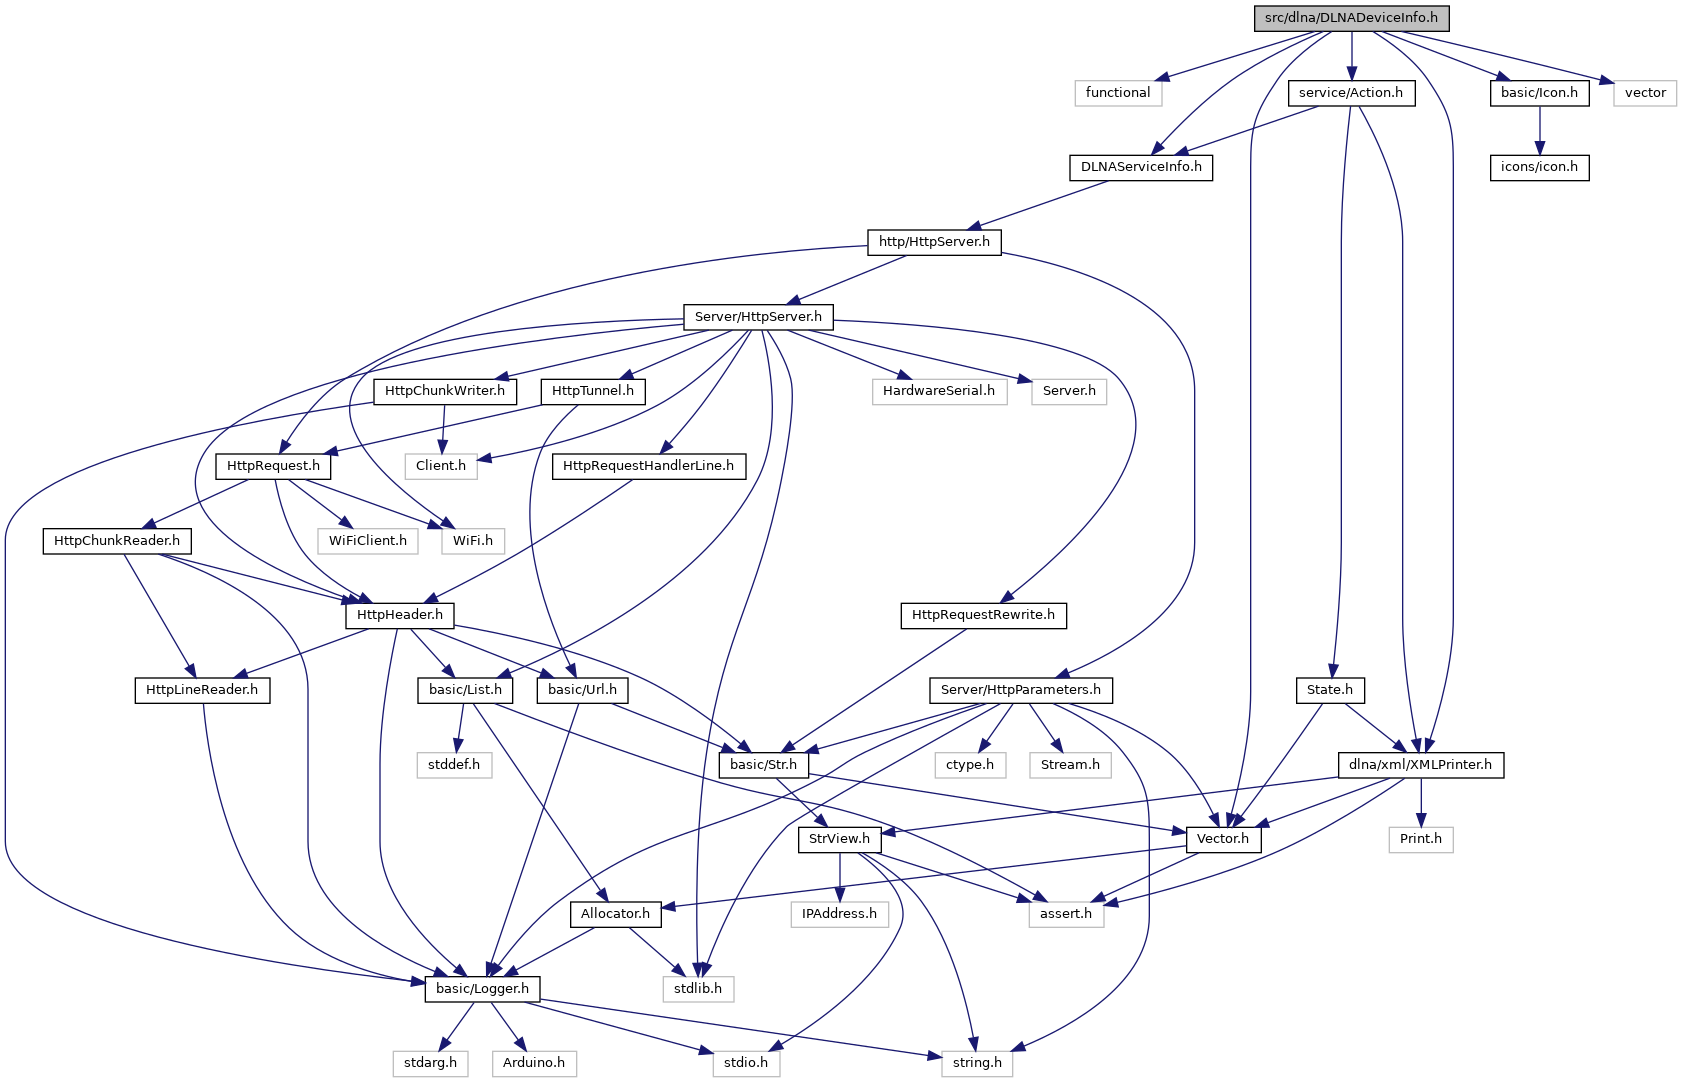 src/dlna/DLNADeviceInfo.h
functional
service/Action.h
basic/Icon.h
vector
DLNAServiceInfo.h
icons/icon.h
http/HttpServer.h
Server/HttpServer.h
HttpChunkWriter.h
HttpTunnel.h
HardwareSerial.h
Server.h
HttpRequest.h
Client.h
HttpRequestHandlerLine.h
HttpChunkReader.h
WiFiClient.h
WiFi.h
HttpHeader.h
HttpRequestRewrite.h
HttpLineReader.h
basic/List.h
basic/Url.h
Server/HttpParameters.h
State.h
stddef.h
basic/Str.h
ctype.h
Stream.h
dlna/xml/XMLPrinter.h
StrView.h
Vector.h
Print.h
Allocator.h
IPAddress.h
assert.h
basic/Logger.h
stdlib.h
stdarg.h
Arduino.h
stdio.h
string.h